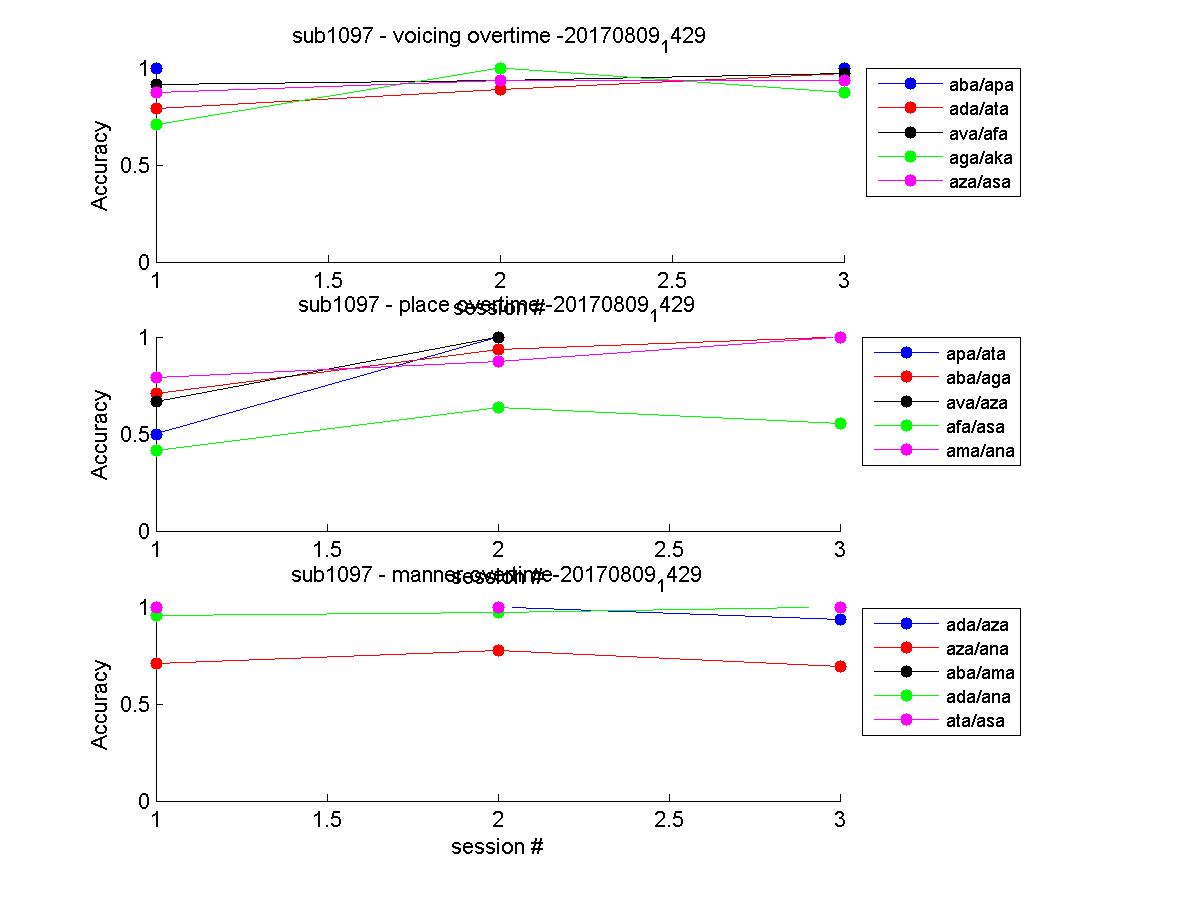 sub1097 - voicing overtime -20170809₁429
1
0.5
0
Accuracy
1 1.5 2 2.5 3
session #
aba/apa
ada/ata
ava/afa
aga/aka
aza/asa
sub1097 - place overtime -20170809₁429
1
0.5
0
Accuracy
1 1.5 2 2.5 3
session #
apa/ata
aba/aga
ava/aza
afa/asa
ama/ana
sub1097 - manner overtime -20170809₁429
1
0.5
0
Accuracy
1 1.5 2 2.5 3
session #
ada/aza
aza/ana
aba/ama
ada/ana
ata/asa